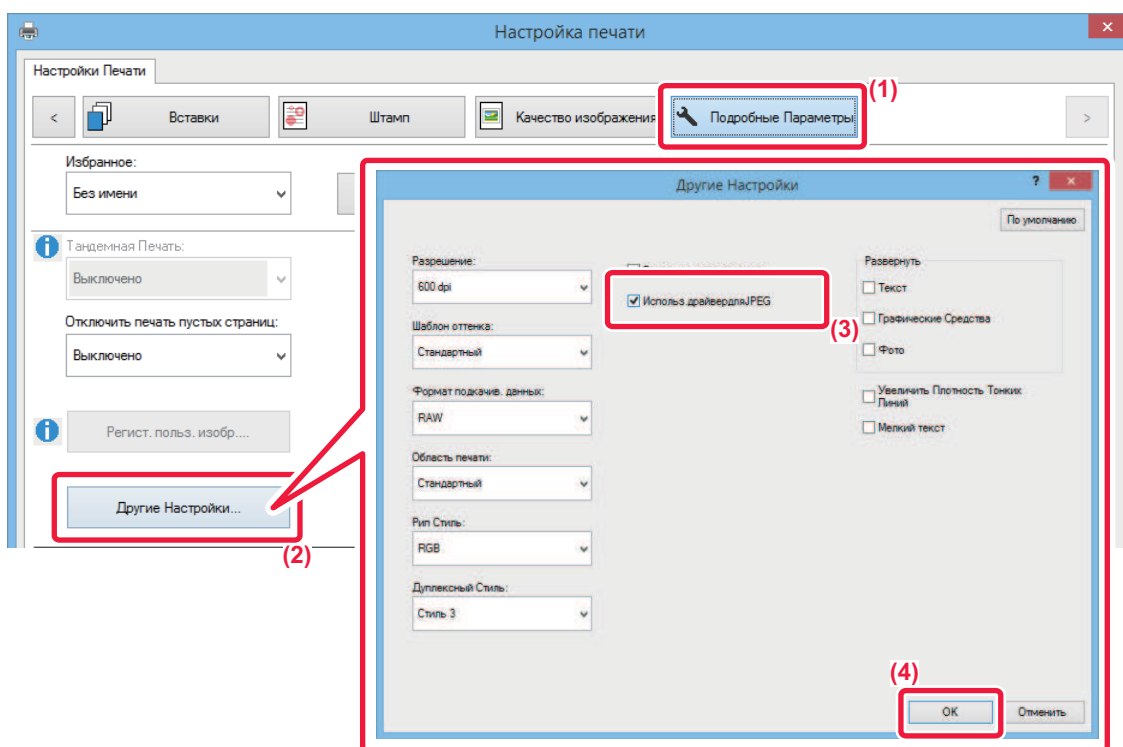 Настройка печати
Настройки Печати
<
Вставки
Штамп
Качество изображения
Подробные Параметры
>
(1)
Избранное:
Без имени
Тандемная Печать:
Выключено
Отключить печать пустых страниц:
Выключено
Регист. польз. изобр....
Другие Настройки...
(2)
Другие Настройки
?
По умолчанию
Разрешение:
600 dpi
Шаблон оттенка:
Стандартный
Формат подкачив. данных:
RAW
Область печати:
Стандартный
Рип Стиль:
RGB
Дуплексный Стиль:
Стиль 3
Использ.драйвердляJPEG
(3)
Развернуть
Текст
Графические Средства
Фото
Увеличить Плотность Тонких
Линий
Мелкий текст
(4)
OK
Отменить